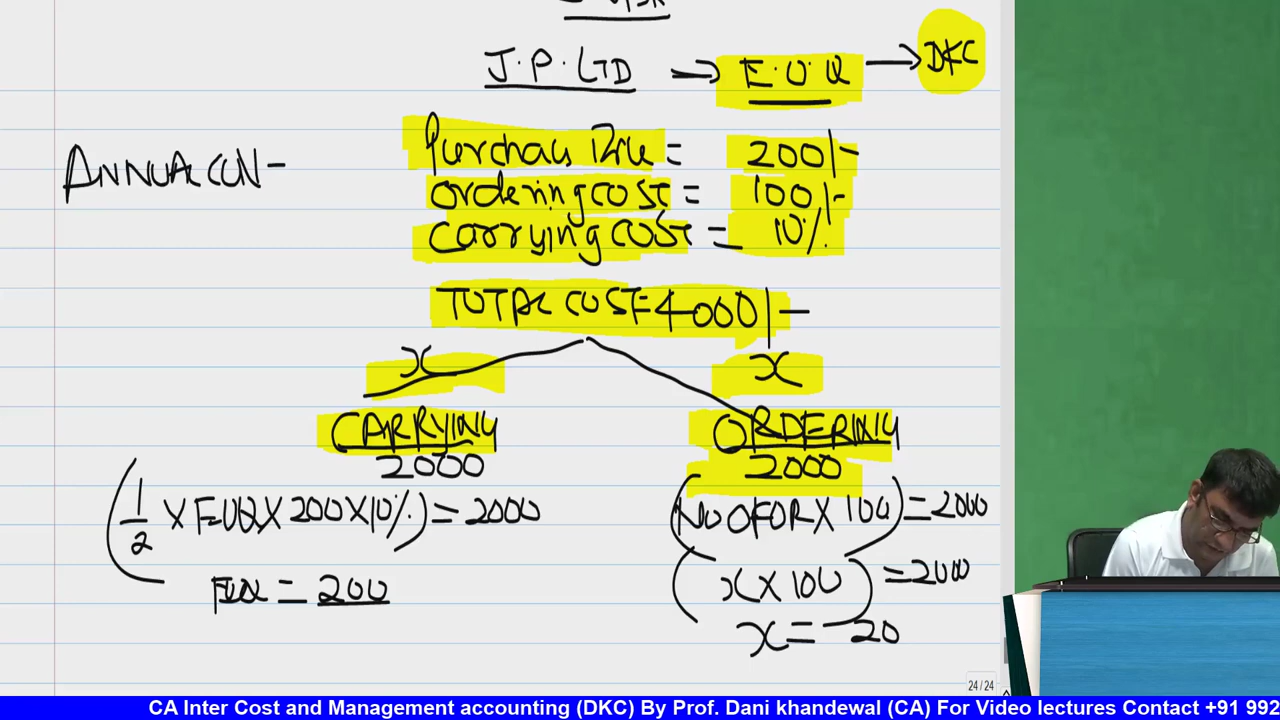 J.P.LTD → E.O.Q → DKC
ANNUAL CON-
Purchas Price = 200/-
Ordering cost = 100/-
Carrying cost = 10%
TOTAL COST = 4000/-
x x
CARRYING ORDERING
2000 2000
(1/2 X EOQ X 200 X 10%) = 2000 (NO OF OR X 100) = 2000
(x X 100) = 2000
EOQ = 200
x = 20
24 / 24
CA Inter Cost and Management accounting (DKC) By Prof. Dani khandewal (CA) For Video lectures Contact +91 992